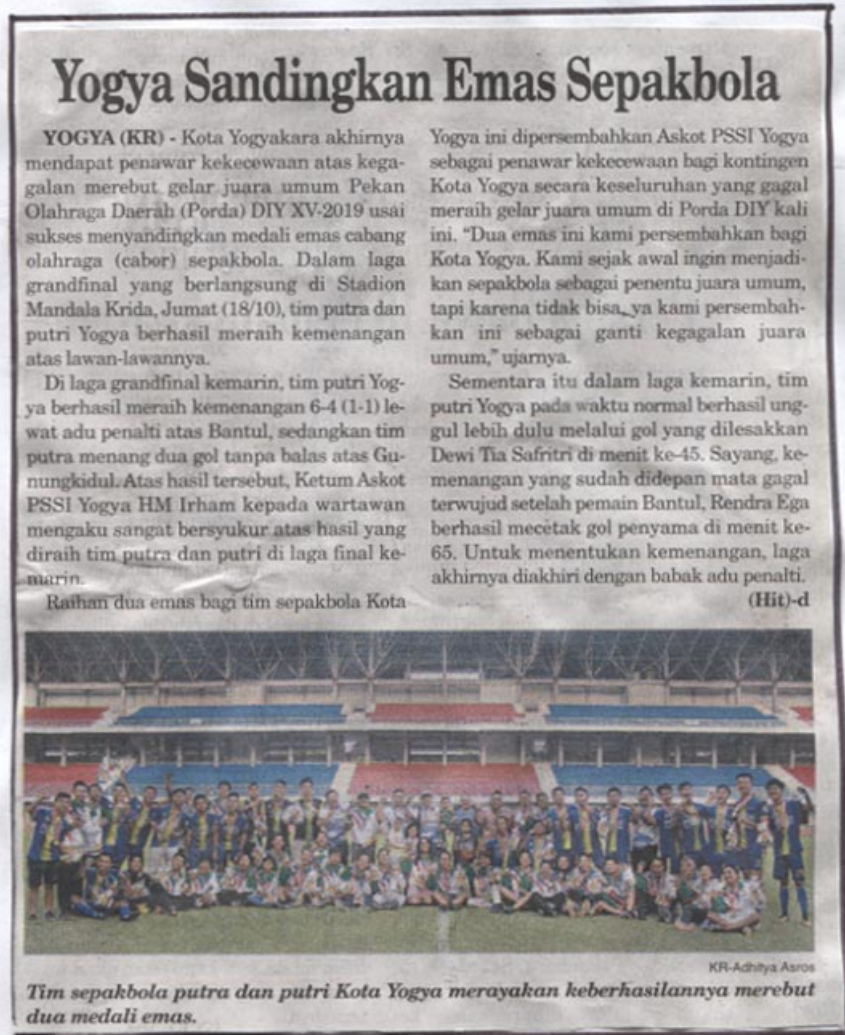 Yogya Sandingkan Emas Sepakbola
YOGYA (KR) - Kota Yogyakara akhirnya
mendapat penawar kekecewaan atas kega-
galan merebut gelar juara umum Pekan
Olahraga Daerah (Porda) DIY XV-2019 usai
sukses menyandingkan medali emas cabang
olahraga (cabor) sepakbola. Dalam laga
grandfinal yang berlangsung di Stadion
Mandala Krida, Jumat (18/10), tim putra dan
putri Yogya berhasil meraih kemenangan
atas lawan-lawannya.
Di laga grandfinal kemarin, tim putri Yog-
ya berhasil meraih kemenangan 6-4 (1-1) le-
wat adu penalti atas Bantul, sedangkan tim
putra menang dua gol tanpa balas atas Gu-
nungkidul. Atas hasil tersebut, Ketum Askot
PSSI Yogya HM Irham kepada wartawan
mengaku sangat bersyukur atas hasil yang
diraih tim putra dan putri di laga final ke-
marin.
Raihan dua emas bagi tim sepakbola Kota
Yogya ini dipersembahkan Askot PSSI Yogya
sebagai penawar kekecewaan bagi kontingen
Kota Yogya secara keseluruhan yang gagal
meraih gelar juara umum di Porda DIY kali
ini. “Dua emas ini kami persembahkan bagi
Kota Yogya. Kami sejak awal ingin menjadi-
kan sepakbola sebagai penentu juara umum,
tapi karena tidak bisa, ya kami persembah-
kan ini sebagai ganti kegagalan juara
umum,” ujarnya.
Sementara itu dalam laga kemarin, tim
putri Yogya pada waktu normal berhasil ung-
gul lebih dulu melalui gol yang dilesakkan
Dewi Tia Safritri di menit ke-45. Sayang, ke-
menangan yang sudah didepan mata gagal
terwujud setelah pemain Bantul, Rendra Ega
berhasil mecetak gol penyama di menit ke-
65. Untuk menentukan kemenangan, laga
akhirnya diakhiri dengan babak adu penalti.
(Hit)-d
KR-Adhitya Asros
Tim sepakbola putra dan putri Kota Yogya merayakan keberhasilannya merebut
dua medali emas.